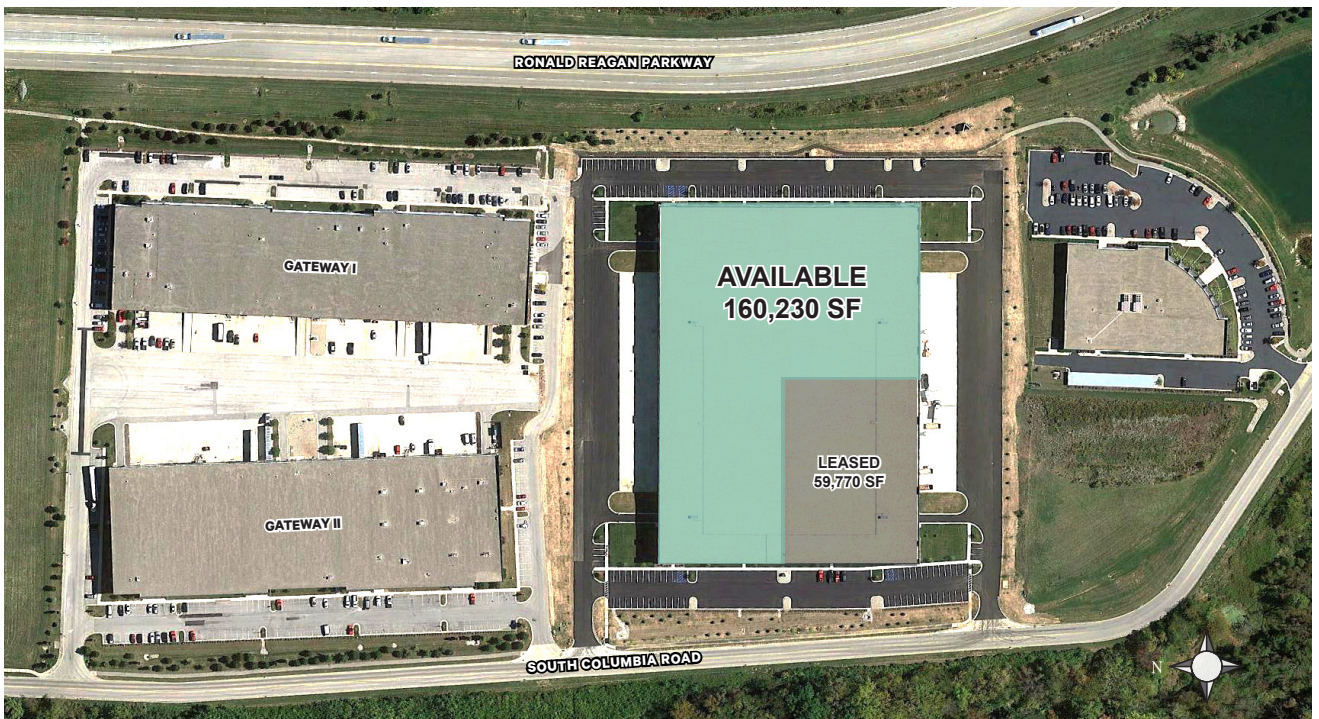 RONALD REAGAN PARKWAY
GATEWAY I
AVAILABLE
160,230 SF
LEASED
59,770 SF
GATEWAY II
SOUTH COLUMBIA ROAD
N